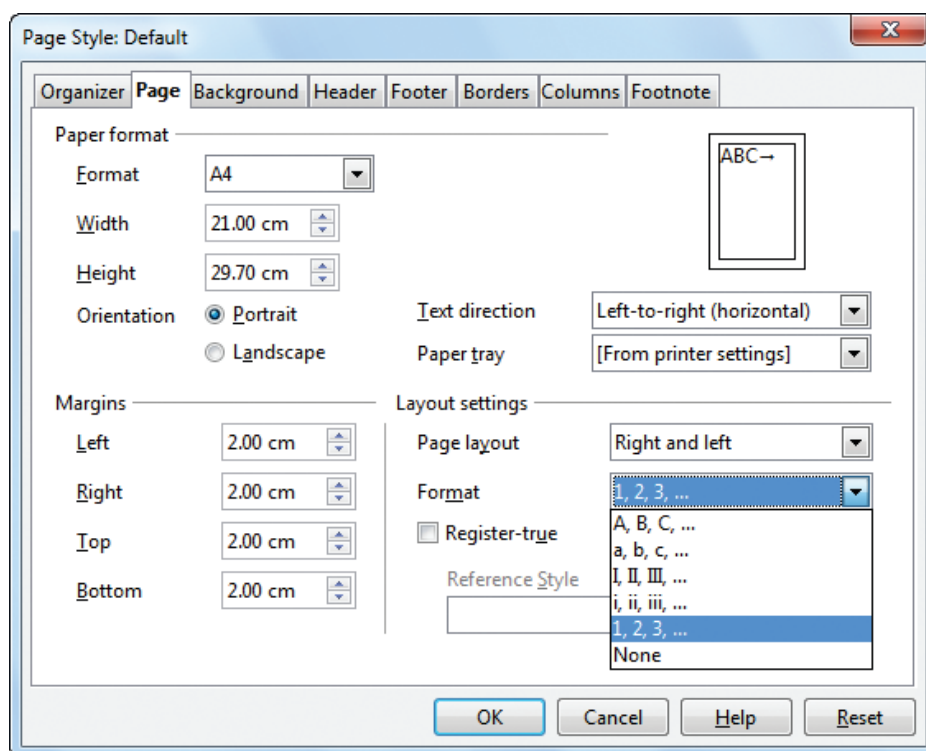 Page Style: Default
Organizer Page Background Header Footer Borders Columns Footnote
Paper format
ABC→
Format A4
Width 21.00 cm
Height 29.70 cm
Orientation Portrait
Landscape
Text direction Left-to-right (horizontal)
Paper tray [From printer settings]
Margins
Left 2.00 cm
Right 2.00 cm
Top 2.00 cm
Bottom 2.00 cm
Layout settings
Page layout Right and left
Format 1, 2, 3, ...
A, B, C, ...
a, b, c, ...
I, II, III, ...
i, ii, iii, ...
1, 2, 3, ...
None
Register-true
Reference Style
OK Cancel Help Reset